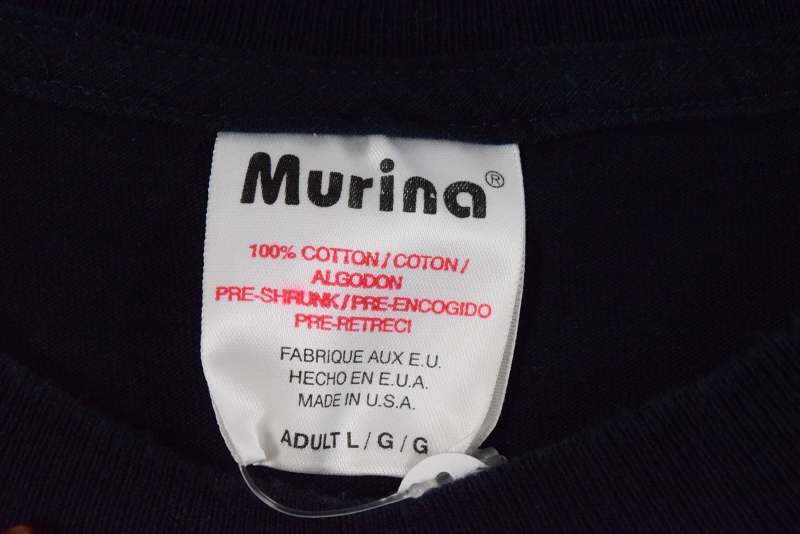 Murina®
100% COTTON / COTON /
ALGODON
PRE-SHRUNK / PRE-ENCOGIDO
PRE-RETRECI
FABRIQUE AUX E.U.
HECHO EN E.U.A.
MADE IN U.S.A.
ADULT L / G / G